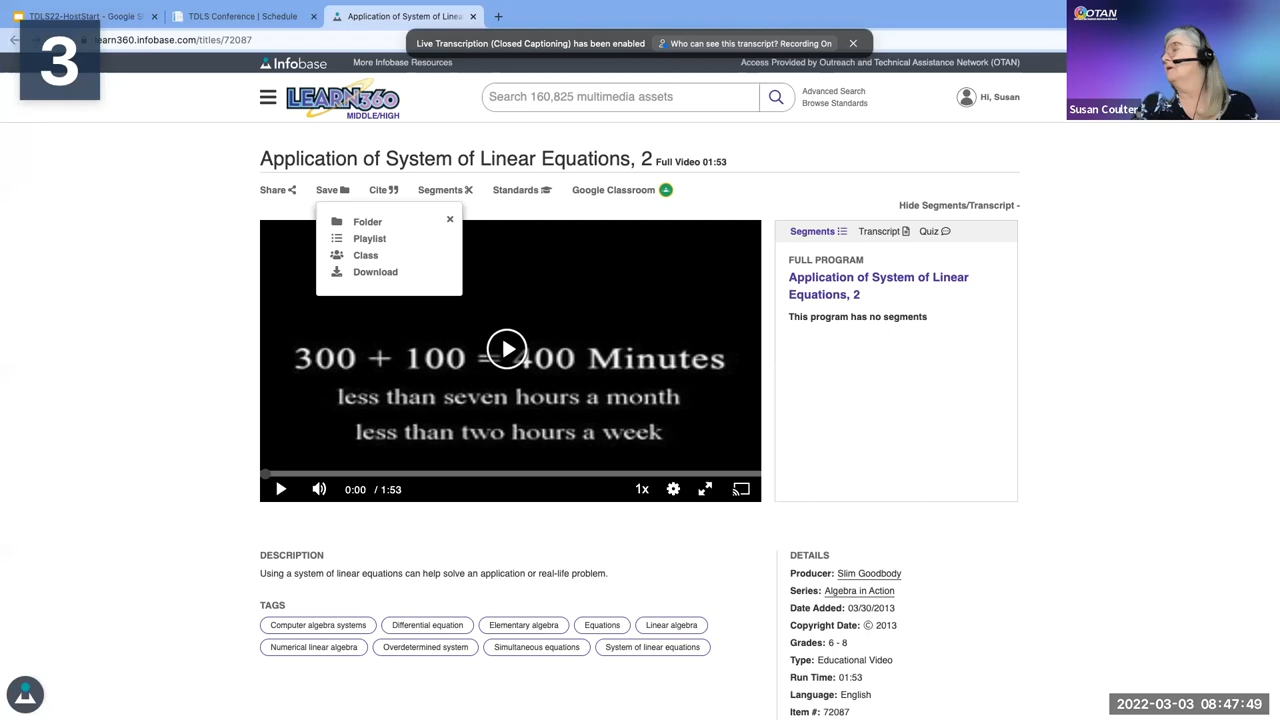 3
TDLS22-HostStart - Google S
TDLS Conference | Schedule
Application of System of Linear
learn360.infobase.com/titles/72087
Live Transcription (Closed Captioning) has been enabled
Who can see this transcript? Recording On
OTAN
Susan Coulter
Infobase
More Infobase Resources
Access Provided by Outreach and Technical Assistance Network (OTAN)
LEARN360
MIDDLE/HIGH
Search 160,825 multimedia assets
Advanced Search
Browse Standards
Hi, Susan
Application of System of Linear Equations, 2 Full Video 01:53
Share
Save
Cite
Segments
Standards
Google Classroom
Hide Segments/Transcript -
Folder
Playlist
Class
Download
300 + 100 = 400 Minutes
less than seven hours a month
less than two hours a week
0:00 / 1:53
1x
Segments
Transcript
Quiz
FULL PROGRAM
Application of System of Linear
Equations, 2
This program has no segments
DESCRIPTION
Using a system of linear equations can help solve an application or real-life problem.
TAGS
Computer algebra systems
Differential equation
Elementary algebra
Equations
Linear algebra
Numerical linear algebra
Overdetermined system
Simultaneous equations
System of linear equations
DETAILS
Producer: Slim Goodbody
Series: Algebra in Action
Date Added: 03/30/2013
Copyright Date: © 2013
Grades: 6 - 8
Type: Educational Video
Run Time: 01:53
Language: English
Item #: 72087
2022-03-03 08:47:49